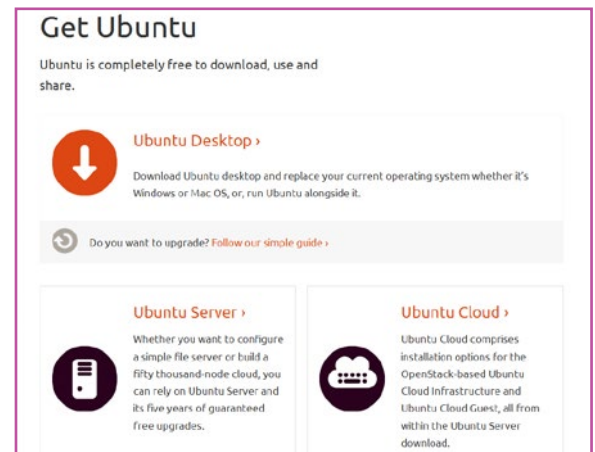 Get Ubuntu
Ubuntu is completely free to download, use and
share.
Ubuntu Desktop ›
Download Ubuntu desktop and replace your current operating system whether it's
Windows or Mac OS, or, run Ubuntu alongside it.
Do you want to upgrade? Follow our simple guide ›
Ubuntu Server ›
Whether you want to configure
a simple file server or build a
fifty thousand-node cloud, you
can rely on Ubuntu Server and
its five years of guaranteed
free upgrades.
Ubuntu Cloud ›
Ubuntu Cloud comprises
installation options for the
OpenStack-based Ubuntu
Cloud Infrastructure and
Ubuntu Cloud Guest, all from
within the Ubuntu Server
download.